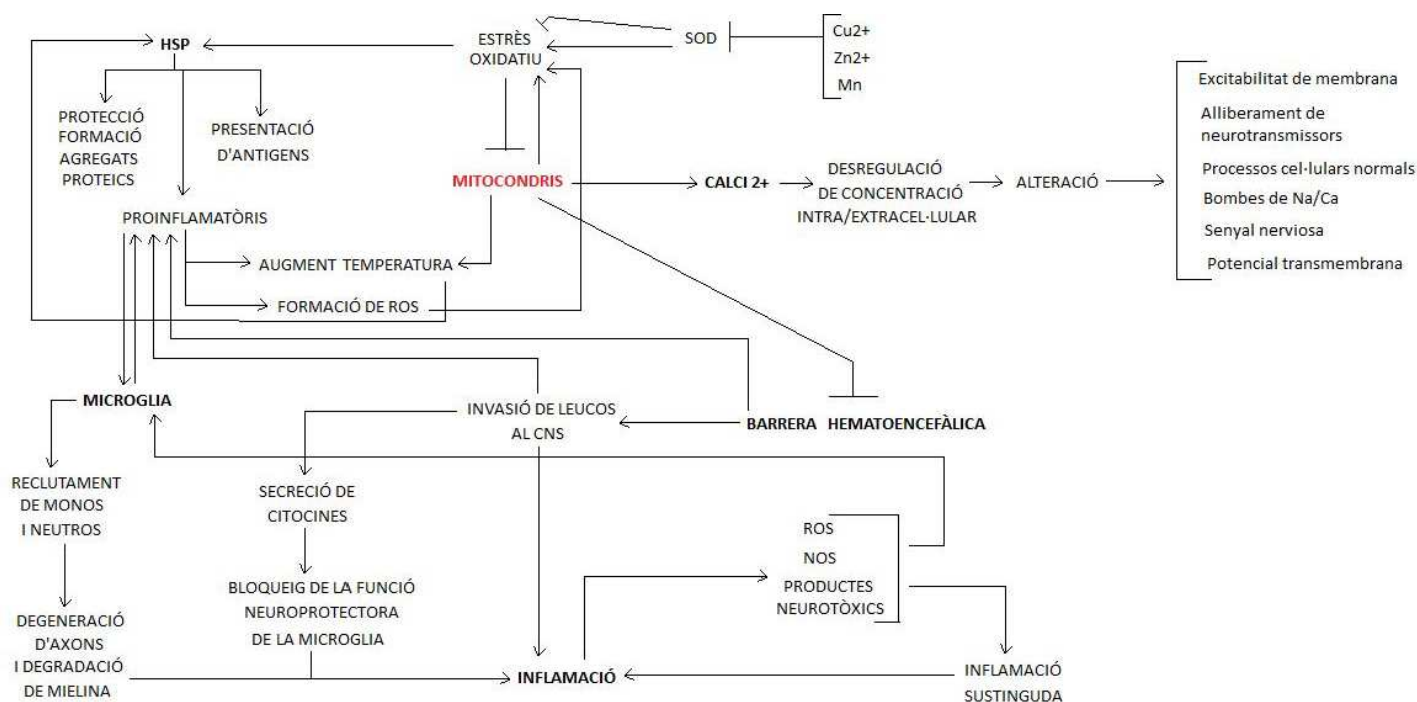 HSP
ESTRÈS
OXIDATIU
SOD
Cu2+
Zn2+
Mn
PROTECCIÓ
FORMACIÓ
AGREGATS
PROTEICS
PRESENTACIÓ
D'ANTIGENS
MITOCONDRIS
CALCI 2+
DESREGULACIÓ
DE CONCENTRACIÓ
INTRA/EXTRACEL·LULAR
ALTERACIÓ
Excitabilitat de membrana
Alliberament de
neurotransmissors
Processos cel·lulars normals
Bombes de Na/Ca
Senyal nerviosa
Potencial transmembrana
PROINFLAMATÒRIS
AUGMENT TEMPERATURA
FORMACIÓ DE ROS
MICROGLIA
INVASIÓ DE LEUCOS
AL CNS
BARRERA HEMATOENCEFÀLICA
RECLUTAMENT
DE MONOS
I NEUTROS
SECRECIÓ DE
CITOCINES
ROS
NOS
PRODUCTES
NEUROTÒXICS
BLOQUEIG DE LA FUNCIÓ
NEUROPROTECTORA
DE LA MICROGLIA
DEGENERACIÓ
D'AXONS
I DEGRADACIÓ
DE MIELINA
INFLAMACIÓ
INFLAMACIÓ
SUSTINGUDA